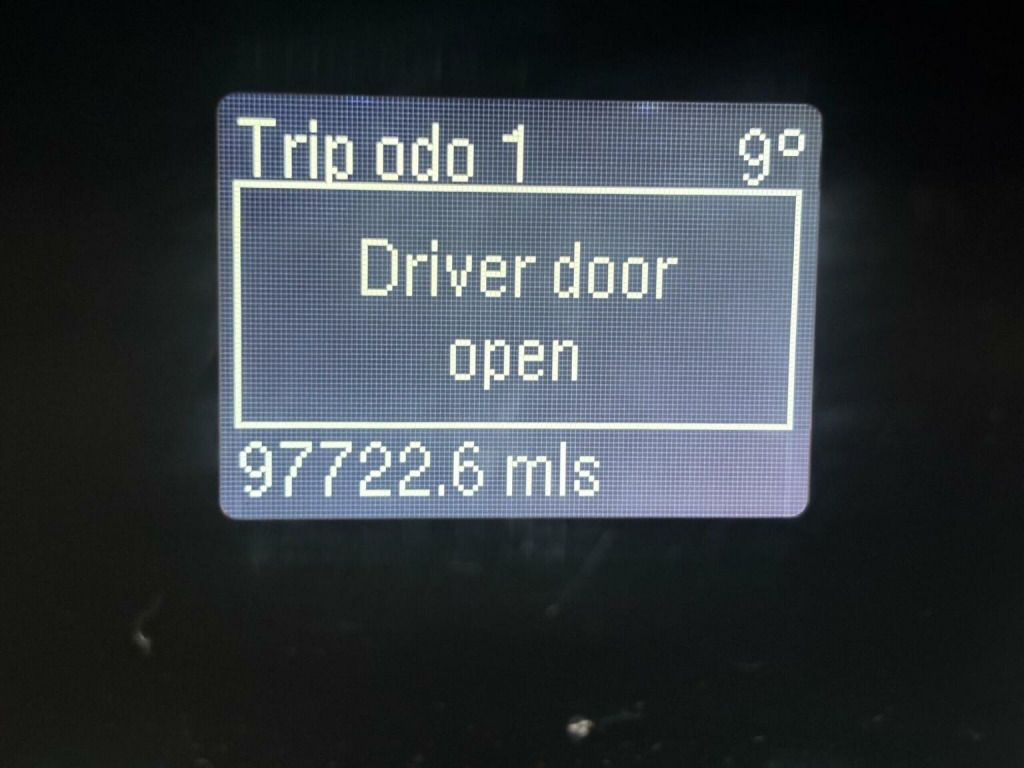 Trip odo 1 9°
Driver door
open
97722.6 mls